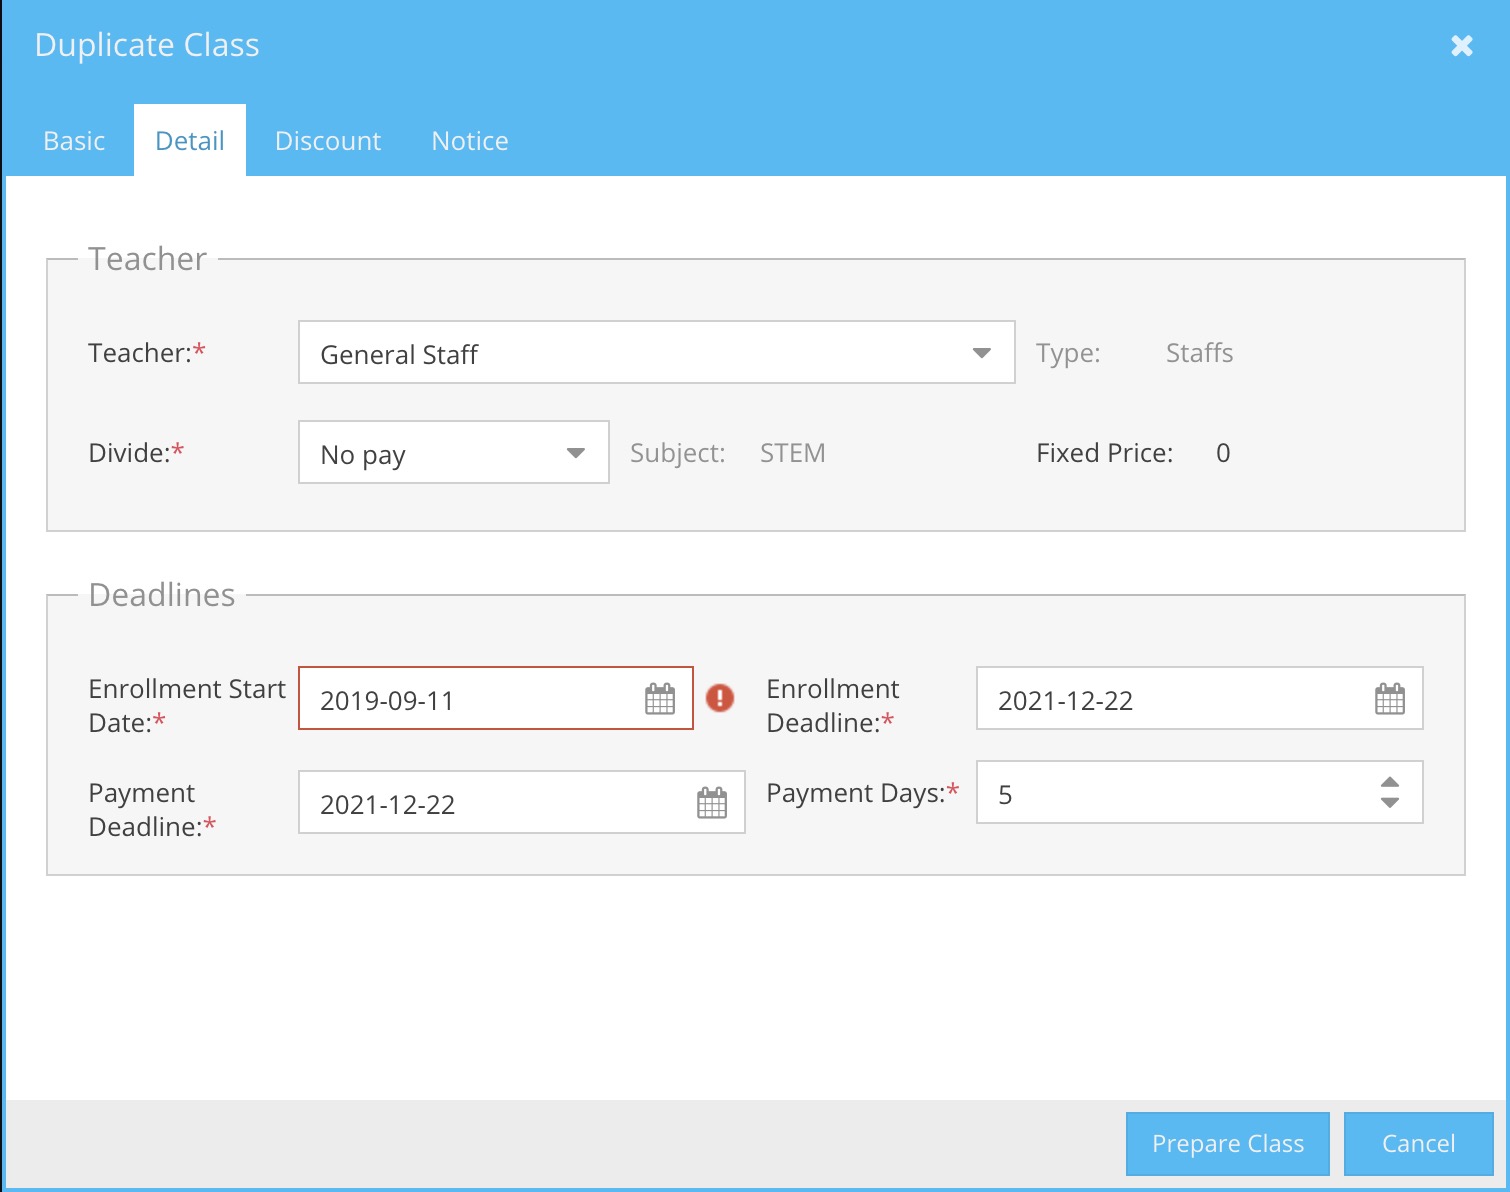 Duplicate Class
Basic Detail Discount Notice
Teacher
Teacher:* General Staff Type: Staffs
Divide:* No pay Subject: STEM Fixed Price: 0
Deadlines
Enrollment Start Date:* 2019-09-11 Enrollment Deadline:* 2021-12-22
Payment Deadline:* 2021-12-22 Payment Days:* 5
Prepare Class Cancel